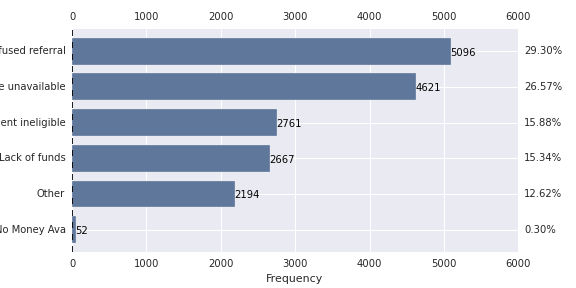 0 1000 2000 3000 4000 5000 6000
fused referral 5096 29.30%
e unavailable 4621 26.57%
ent ineligible 2761 15.88%
Lack of funds 2667 15.34%
Other 2194 12.62%
No Money Ava 52 0.30%
0 1000 2000 3000 4000 5000 6000
Frequency